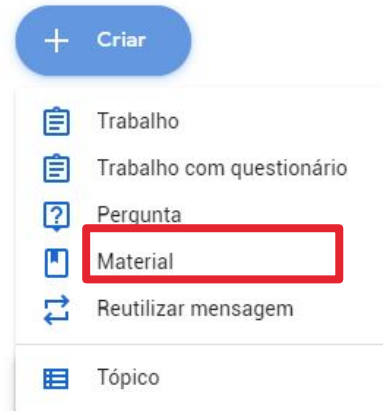 Criar
Trabalho
Trabalho com questionário
Pergunta
Material
Reutilizar mensagem
Tópico